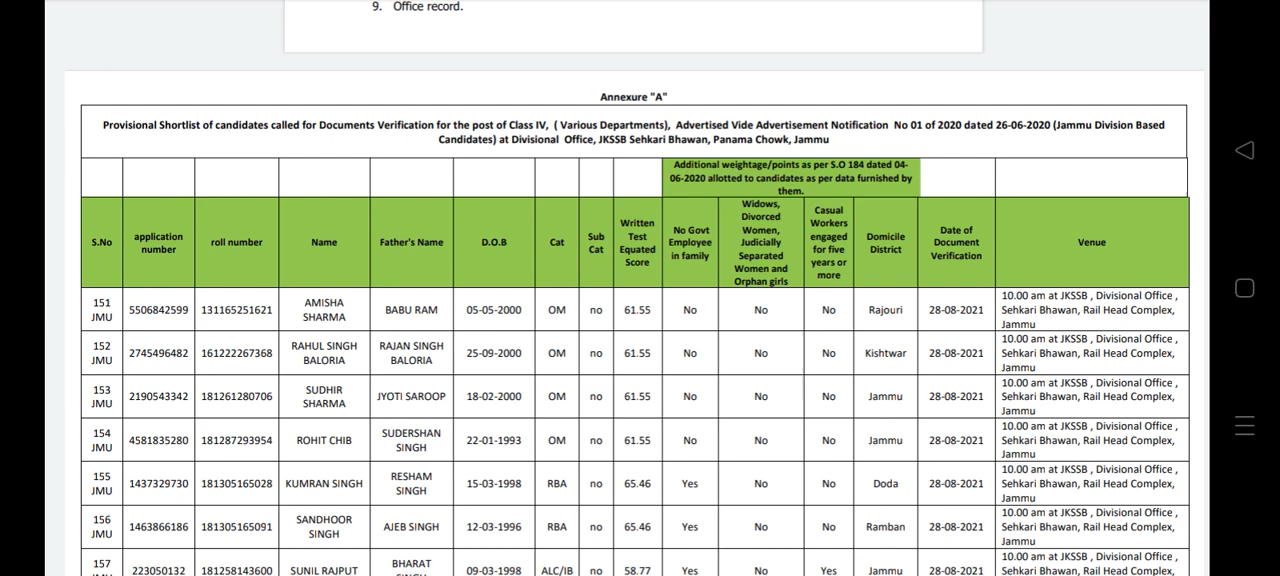 9. Office record.
Annexure "A"
Provisional Shortlist of candidates called for Documents Verification for the post of Class IV, ( Various Departments), Advertised Vide Advertisement Notification No 01 of 2020 dated 26-06-2020 (Jammu Division Based
Candidates) at Divisional Office, JKSSB Sehkari Bhawan, Panama Chowk, Jammu
Additional weightage/points as per S.O 184 dated 04-
06-2020 allotted to candidates as per data furnished by
them.
S.No
application
number
roll number
Name
Father's Name
D.O.B
Cat
Sub
Cat
Written
Test
Equated
Score
No Govt
Employee
in family
Widows,
Divorced
Women,
Judicially
Separated
Women and
Orphan girls
Casual
Workers
engaged
for five
years or
more
Domicile
District
Date of
Document
Verification
Venue
151
JMU
5506842599
131165251621
AMISHA
SHARMA
BABU RAM
05-05-2000
OM
no
61.55
No
No
No
Rajouri
28-08-2021
10.00 am at JKSSB , Divisional Office ,
Sehkari Bhawan, Rail Head Complex,
Jammu
152
JMU
2745496482
161222267368
RAHUL SINGH
BALORIA
RAJAN SINGH
BALORIA
25-09-2000
OM
no
61.55
No
No
No
Kishtwar
28-08-2021
10.00 am at JKSSB , Divisional Office ,
Sehkari Bhawan, Rail Head Complex,
Jammu
153
JMU
2190543342
181261280706
SUDHIR
SHARMA
JYOTI SAROOP
18-02-2000
OM
no
61.55
No
No
No
Jammu
28-08-2021
10.00 am at JKSSB , Divisional Office ,
Sehkari Bhawan, Rail Head Complex,
Jammu
154
JMU
4581835280
181287293954
ROHIT CHIB
SUDERSHAN
SINGH
22-01-1993
OM
no
61.55
No
No
No
Jammu
28-08-2021
10.00 am at JKSSB , Divisional Office ,
Sehkari Bhawan, Rail Head Complex,
Jammu
155
JMU
1437329730
181305165028
KUMRAN SINGH
RESHAM
SINGH
15-03-1998
RBA
no
65.46
Yes
No
No
Doda
28-08-2021
10.00 am at JKSSB , Divisional Office ,
Sehkari Bhawan, Rail Head Complex,
Jammu
156
JMU
1463866186
181305165091
SANDHOOR
SINGH
AJEB SINGH
12-03-1996
RBA
no
65.46
Yes
No
No
Ramban
28-08-2021
10.00 am at JKSSB , Divisional Office ,
Sehkari Bhawan, Rail Head Complex,
Jammu
157
223050132
181258143600
SUNIL RAJPUT
BHARAT
09-03-1998
ALC/IB
no
58.77
Yes
No
Yes
Jammu
28-08-2021
10.00 am at JKSSB , Divisional Office ,
Sehkari Bhawan, Rail Head Complex,